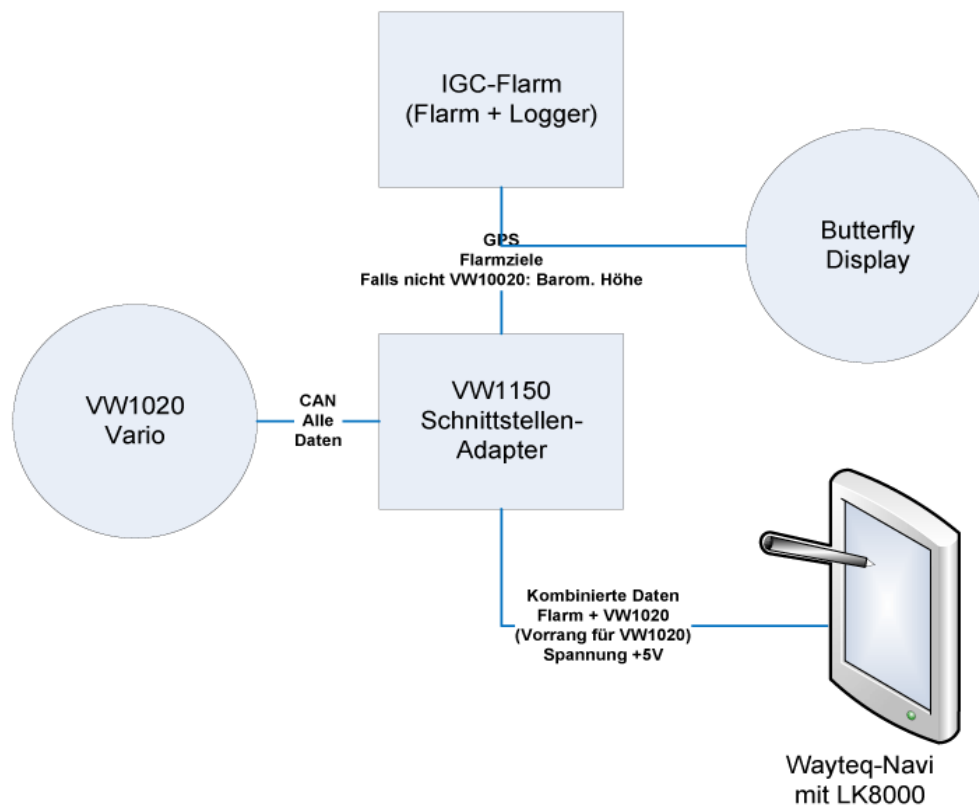 IGC-Flarm
(Flarm + Logger)
Butterfly
Display
GPS
Flarmziele
Falls nicht VW10020: Barom. Höhe
VW1020
Vario
CAN
Alle
Daten
VW1150
Schnittstellen-
Adapter
Kombinierte Daten
Flarm + VW1020
(Vorrang für VW1020)
Spannung +5V
Wayteq-Navi
mit LK8000